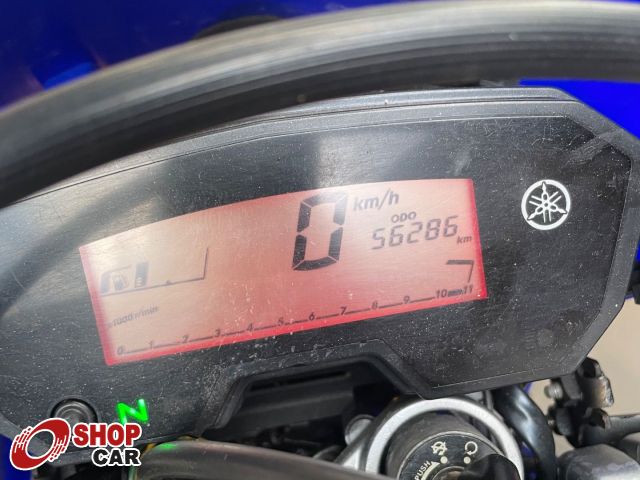 0 km/h
ODO
56286 km
E
x1000r/min
0 1 2 3 4 5 6 7 8 9 10 11
N
PUSH
SHOP
CAR